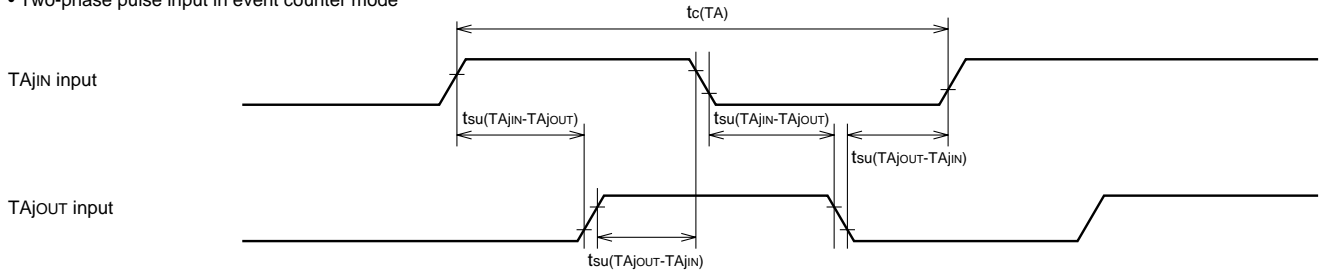 • Two-phase pulse input in event counter mode
tc(TA)
TAjIN input
tsu(TAjIN-TAjOUT)
tsu(TAjIN-TAjOUT)
tsu(TAjOUT-TAjIN)
TAjOUT input
tsu(TAjOUT-TAjIN)